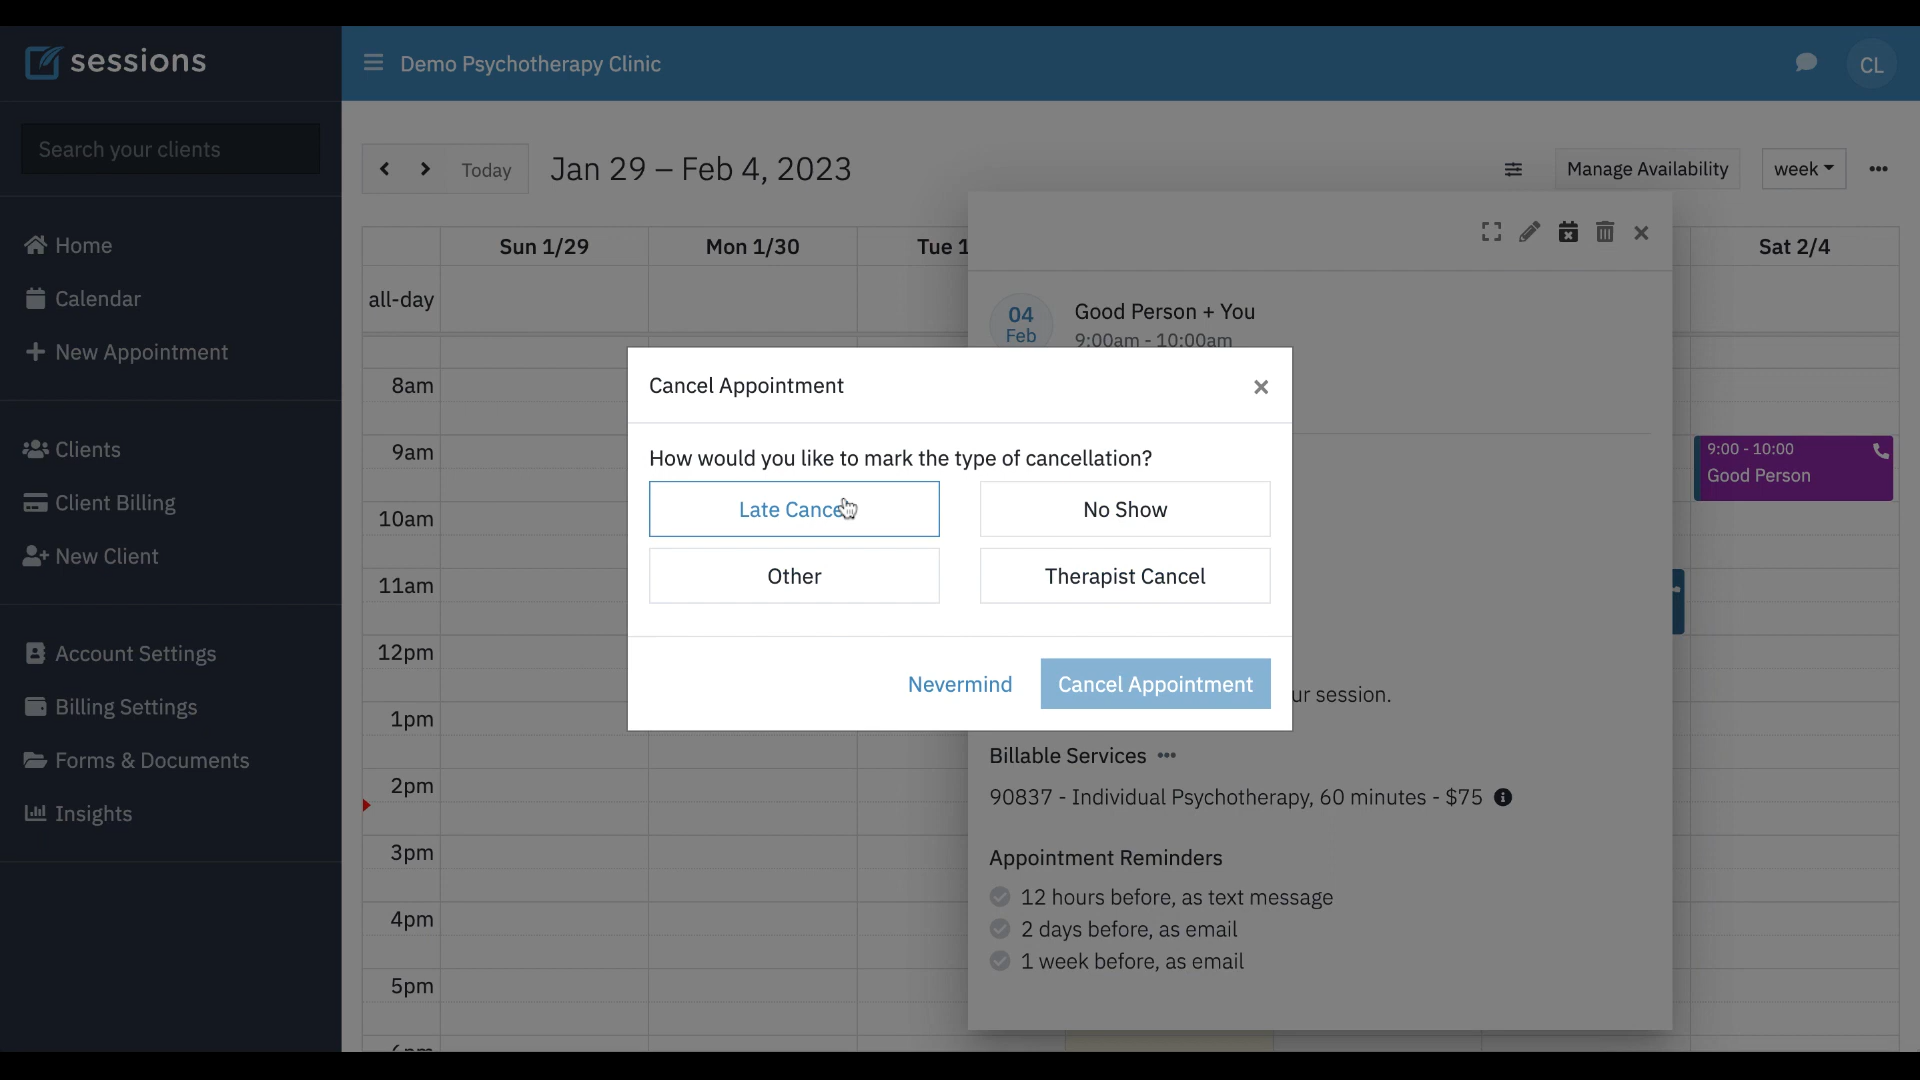 sessions
Demo Psychotherapy Clinic
CL
Search your clients
Today
Jan 29 – Feb 4, 2023
Manage Availability
week
Home
Calendar
New Appointment
Clients
Client Billing
New Client
Account Settings
Billing Settings
Forms & Documents
Insights
Sun 1/29
Mon 1/30
Tue 1
Sat 2/4
all-day
8am
9am
10am
11am
12pm
1pm
2pm
3pm
4pm
5pm
9:00 - 10:00
Good Person
04
Feb
Good Person + You
9:00am - 10:00am
Cancel Appointment
How would you like to mark the type of cancellation?
Late Cance
No Show
Other
Therapist Cancel
Nevermind
Cancel Appointment
ur session.
Billable Services
90837 - Individual Psychotherapy, 60 minutes - $75
Appointment Reminders
12 hours before, as text message
2 days before, as email
1 week before, as email